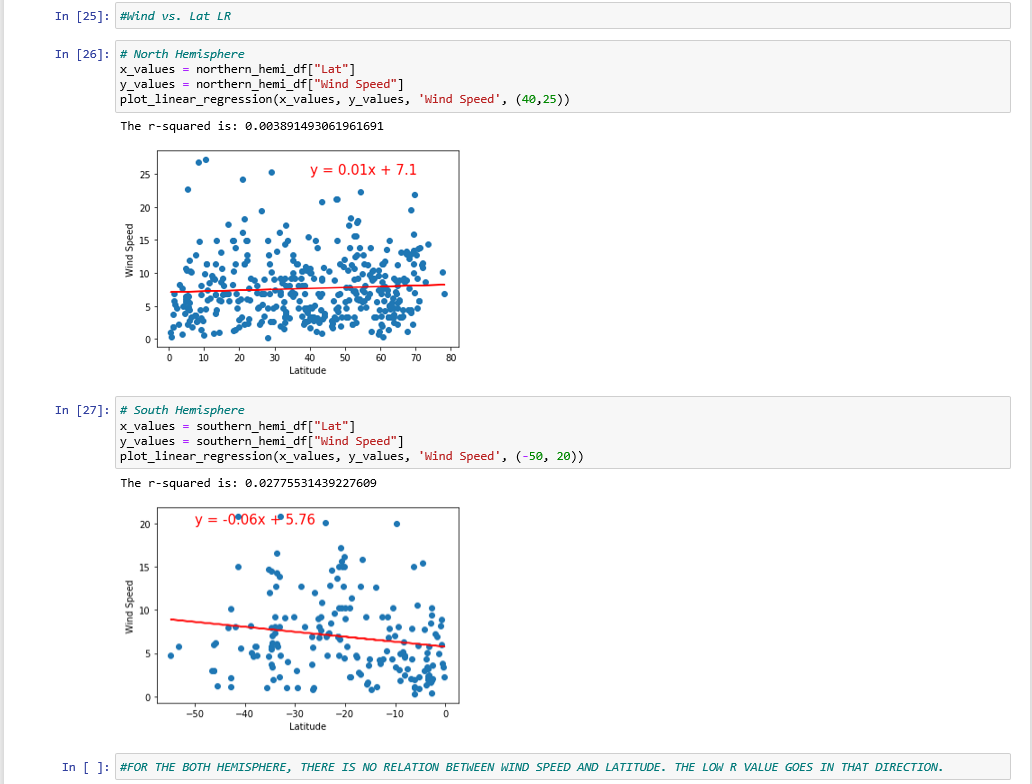 In [25]: #Wind vs. Lat LR
In [26]: # North Hemisphere
x_values = northern_hemi_df["Lat"]
y_values = northern_hemi_df["Wind Speed"]
plot_linear_regression(x_values, y_values, 'Wind Speed', (40,25))
The r-squared is: 0.003891493061961691
y = 0.01x + 7.1
25
20
15
10
5
0
Wind Speed
0 10 20 30 40 50 60 70 80
Latitude
In [27]: # South Hemisphere
x_values = southern_hemi_df["Lat"]
y_values = southern_hemi_df["Wind Speed"]
plot_linear_regression(x_values, y_values, 'Wind Speed', (-50, 20))
The r-squared is: 0.02775531439227609
y = -0.06x + 5.76
20
15
10
5
0
Wind Speed
−50 −40 −30 −20 −10 0
Latitude
In [ ]: #FOR THE BOTH HEMISPHERE, THERE IS NO RELATION BETWEEN WIND SPEED AND LATITUDE. THE LOW R VALUE GOES IN THAT DIRECTION.